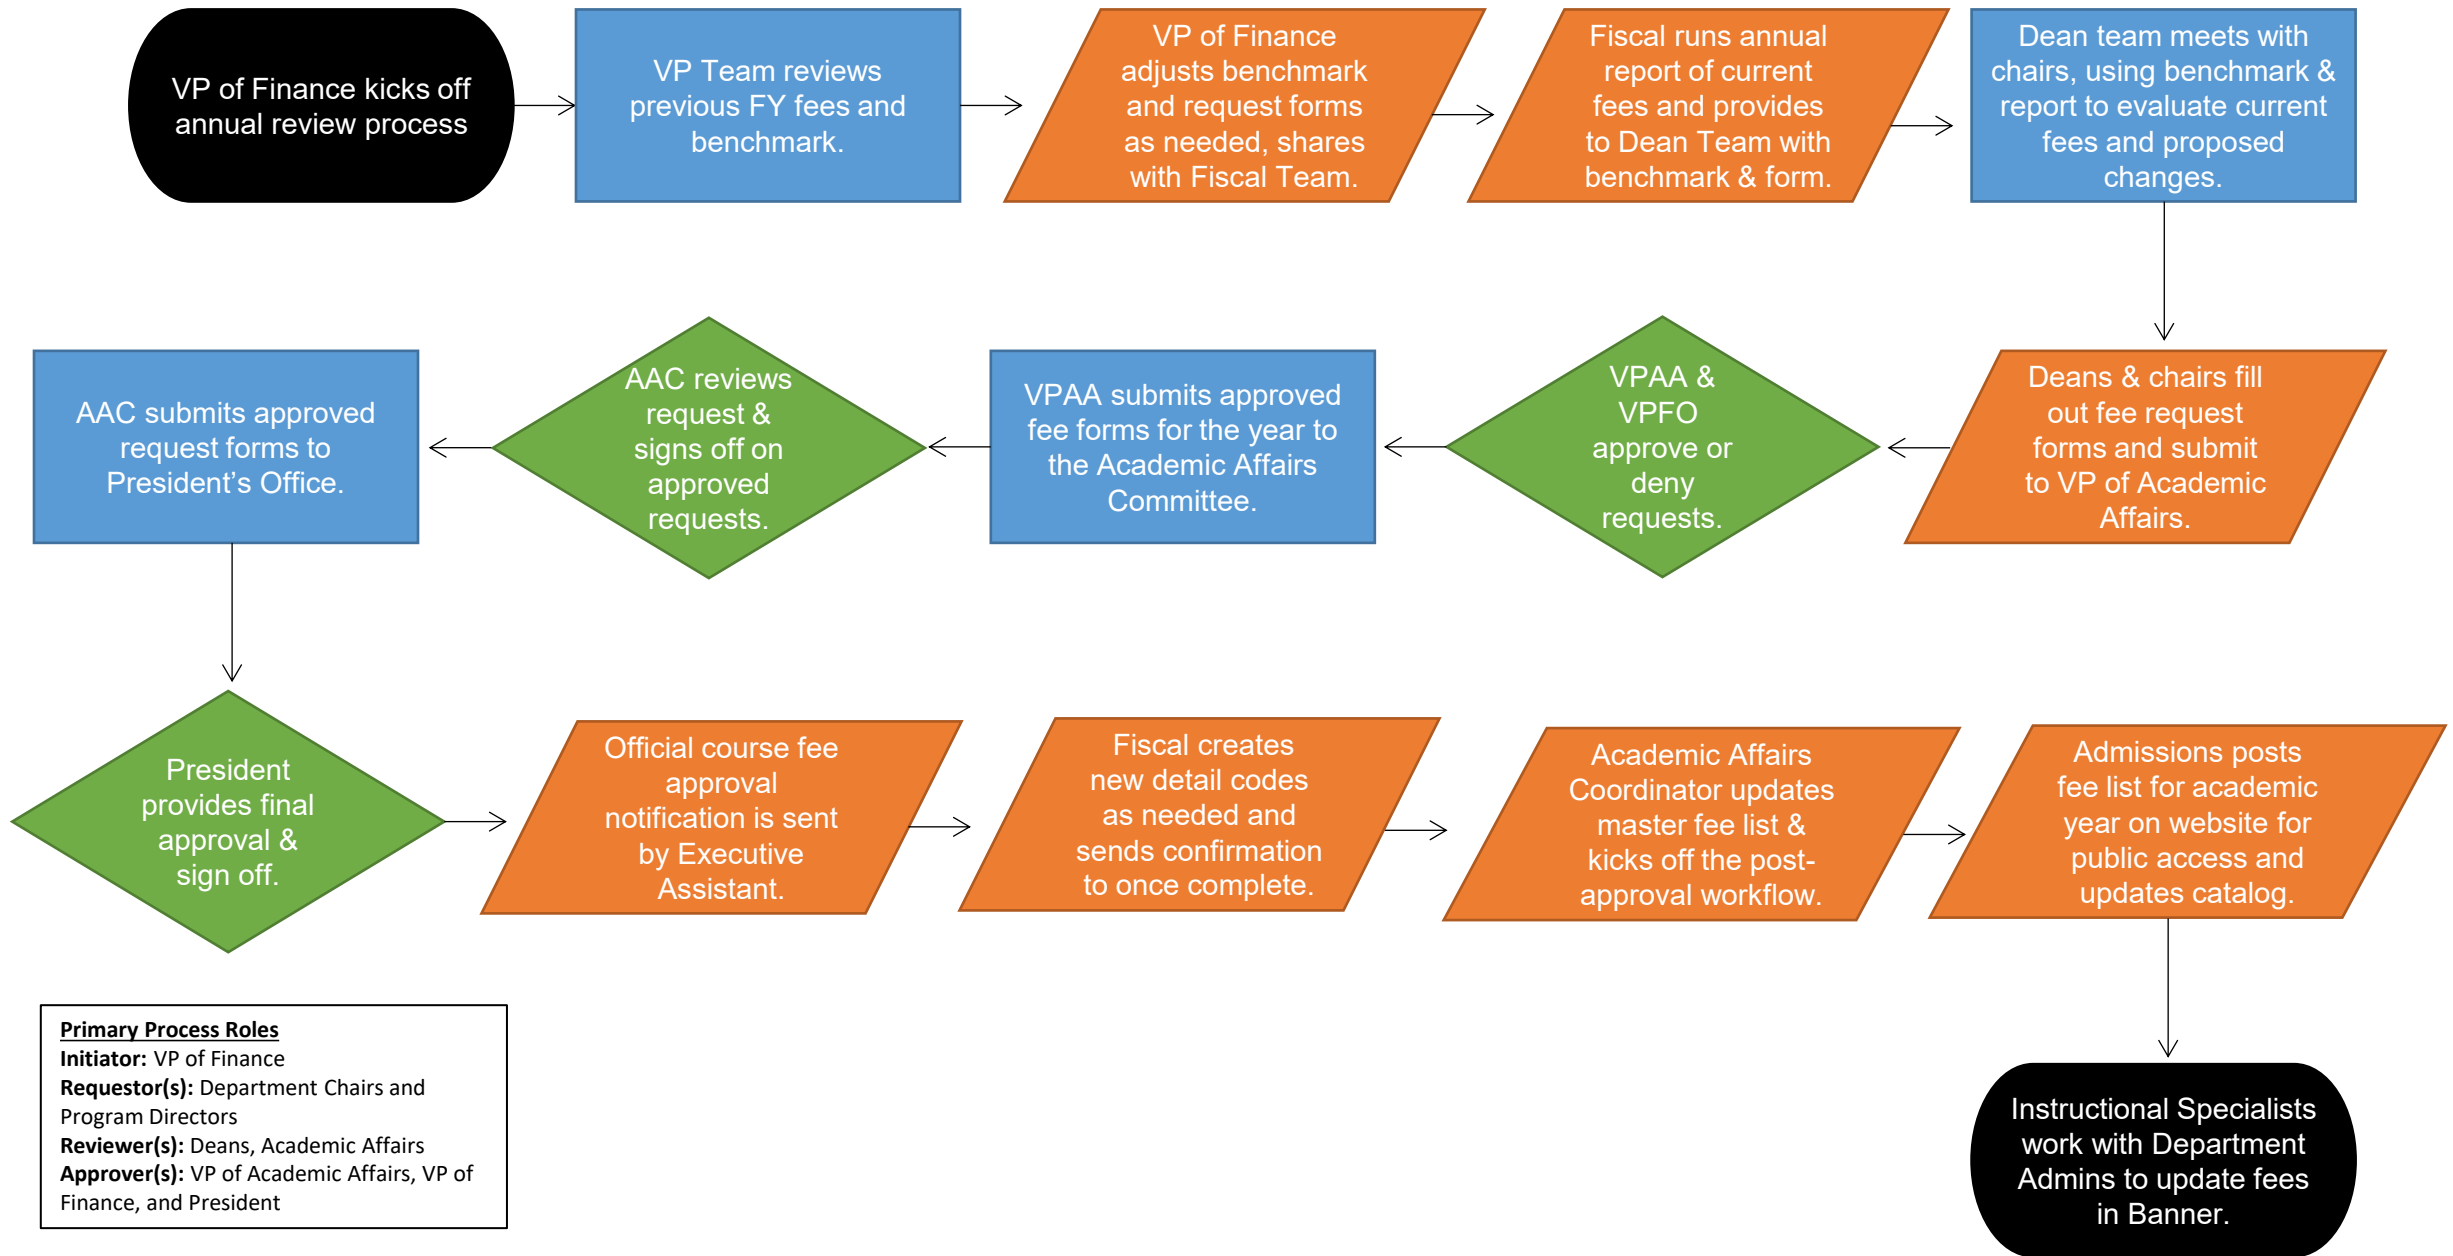 VP of Finance kicks off
annual review process
VP Team reviews
previous FY fees and
benchmark.
VP of Finance
adjusts benchmark
and request forms
as needed, shares
with Fiscal Team.
Fiscal runs annual
report of current
fees and provides
to Dean Team with
benchmark & form.
Dean team meets with
chairs, using benchmark &
report to evaluate current
fees and proposed
changes.
Deans & chairs fill
out fee request
forms and submit
to VP of Academic
Affairs.
VPAA &
VPFO
approve or
deny
requests.
VPAA submits approved
fee forms for the year to
the Academic Affairs
Committee.
AAC reviews
request &
signs off on
approved
requests.
AAC submits approved
request forms to
President’s Office.
President
provides final
approval &
sign off.
Official course fee
approval
notification is sent
by Executive
Assistant.
Fiscal creates
new detail codes
as needed and
sends confirmation
to once complete.
Academic Affairs
Coordinator updates
master fee list &
kicks off the post-
approval workflow.
Admissions posts
fee list for academic
year on website for
public access and
updates catalog.
Instructional Specialists
work with Department
Admins to update fees
in Banner.
Primary Process Roles
Initiator: VP of Finance
Requestor(s): Department Chairs and
Program Directors
Reviewer(s): Deans, Academic Affairs
Approver(s): VP of Academic Affairs, VP of
Finance, and President